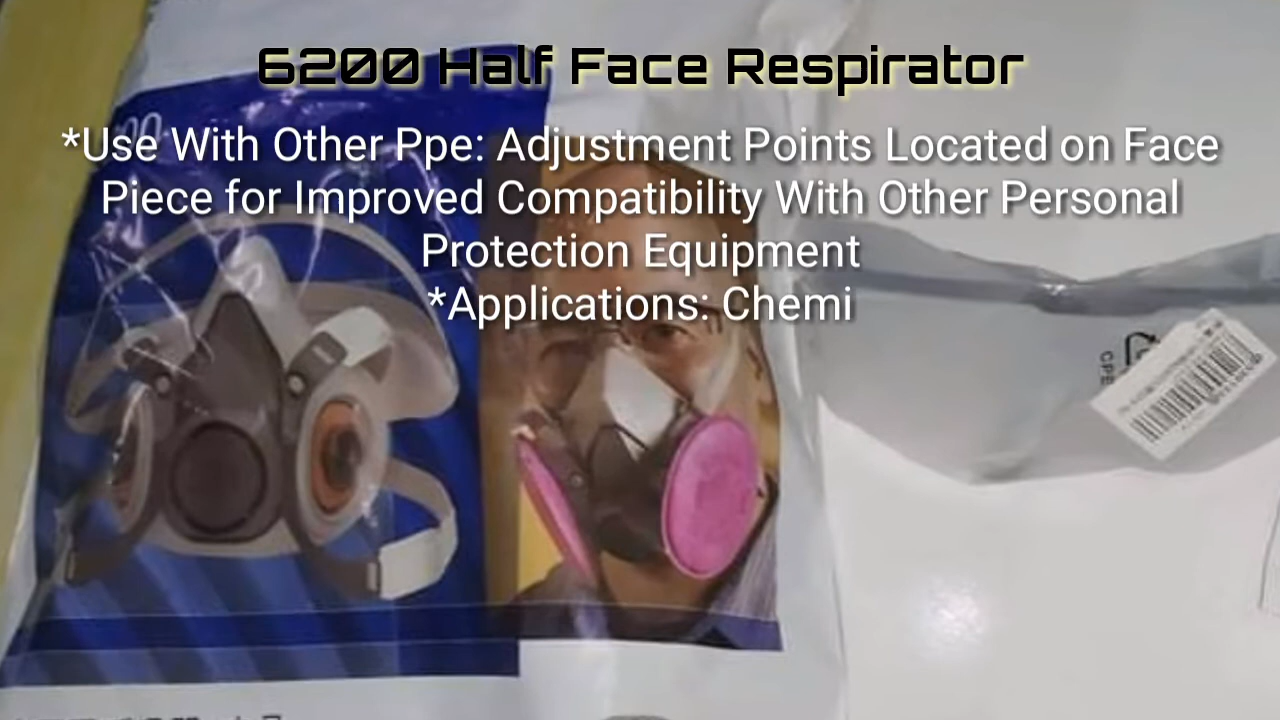 6200 Half Face Respirator
*Use With Other Ppe: Adjustment Points Located on Face
Piece for Improved Compatibility With Other Personal
Protection Equipment
*Applications: Chemi
CPE